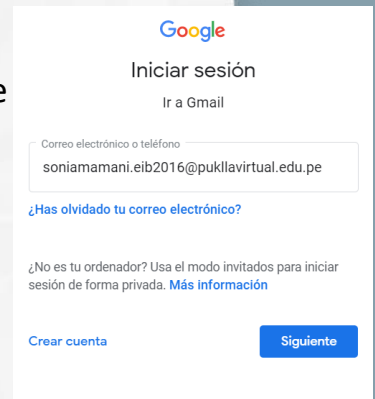 Google
Iniciar sesión
e
Ir a Gmail
Correo electrónico o teléfono
soniamamani.eib2016@pukllavirtual.edu.pe
¿Has olvidado tu correo electrónico?
¿No es tu ordenador? Usa el modo invitados para iniciar
sesión de forma privada. Más información
Crear cuenta
Siguiente